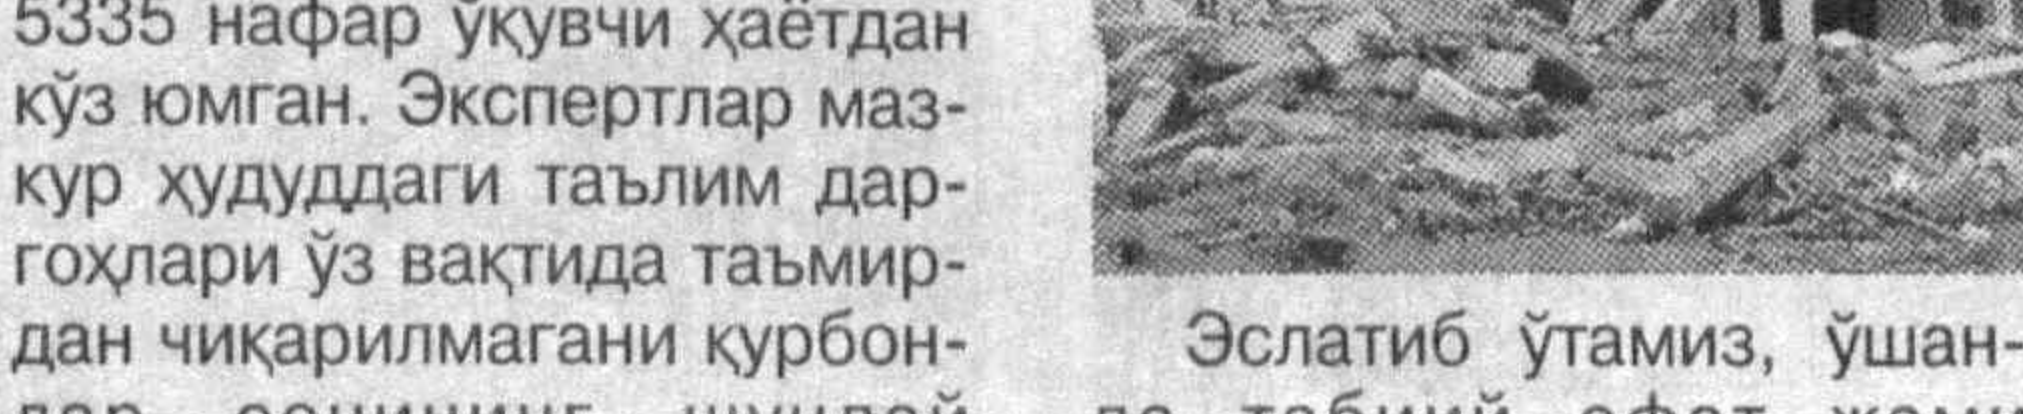 5335 нафар ўқувчи ҳаётдан
кўз юмган. Экспертлар маз-
кур ҳудуддаги таълим дар-
гоҳлари ўз вақтида таъмир-
дан чиқарилмагани қурбон-
Эслатиб ўтамиз, ўшан-